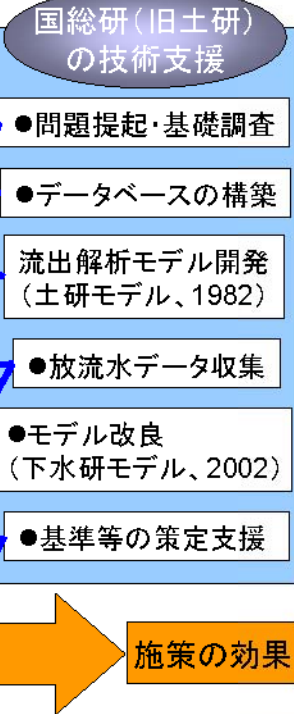 国総研(旧土研)
の技術支援
●問題提起・基礎調査
●データベースの構築
流出解析モデル開発
(土研モデル、1982)
●放流水データ収集
●モデル改良
(下水研モデル、2002)
●基準等の策定支援
施策の効果